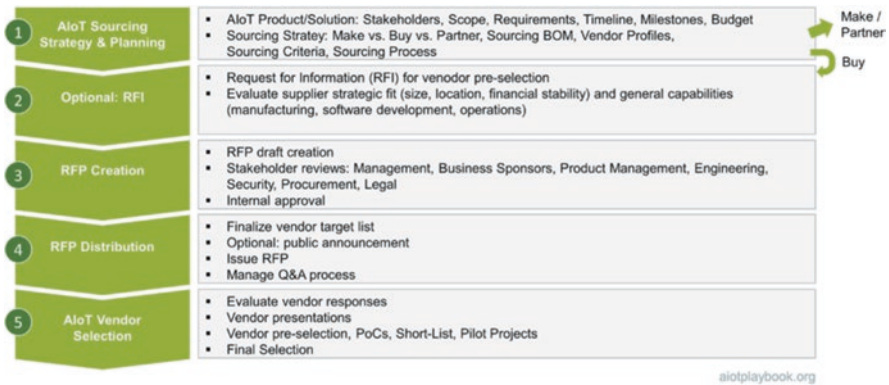 1
AIoT Sourcing
Strategy & Planning
▪ AIoT Product/Solution: Stakeholders, Scope, Requirements, Timeline, Milestones, Budget
▪ Sourcing Stratey: Make vs. Buy vs. Partner, Sourcing BOM, Vendor Profiles,
Sourcing Criteria, Sourcing Process
Make /
Partner
Buy
2
Optional: RFI
▪ Request for Information (RFI) for venodor pre-selection
▪ Evaluate supplier strategic fit (size, location, financial stability) and general capabilities
(manufacturing, software development, operations)
3
RFP Creation
▪ RFP draft creation
▪ Stakeholder reviews: Management, Business Sponsors, Product Management, Engineering,
Security, Procurement, Legal
▪ Internal approval
4
RFP Distribution
▪ Finalize vendor target list
▪ Optional: public announcement
▪ Issue RFP
▪ Manage Q&A process
5
AIoT Vendor
Selection
▪ Evaluate vendor responses
▪ Vendor presentations
▪ Vendor pre-selection, PoCs, Short-List, Pilot Projects
▪ Final Selection
aiotplaybook.org